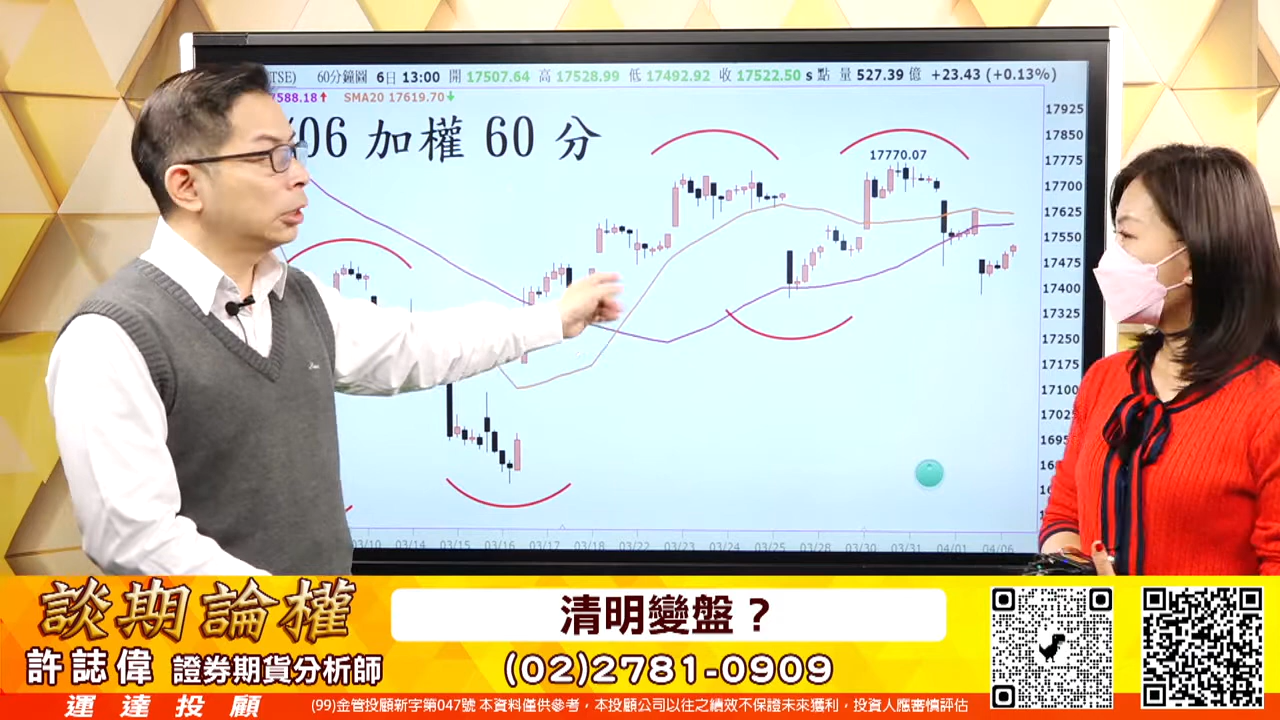 TSE) 60分鐘圖 6日 13:00 開 17507.64 高 17528.99 低 17492.92 收 17522.50 s 點 量 527.39 億 +23.43 (+0.13%)
7588.18↑ SMA20 17619.70↓
/06 加權 60 分
17770.07
17925
17850
17775
17700
17625
17550
17475
17400
17325
17250
17175
17100
1702
1695
03/10 03/14 03/15 03/16 03/17 03/18 03/22 03/23 03/24 03/25 03/28 03/30 03/31 04/01 04/06
談期論權
清明變盤？
許誌偉 證券期貨分析師
(02)2781-0909
運達投顧
(99)金管投顧新字第047號 本資料僅供參考，本投顧公司以往之績效不保證未來獲利，投資人應審慎評估